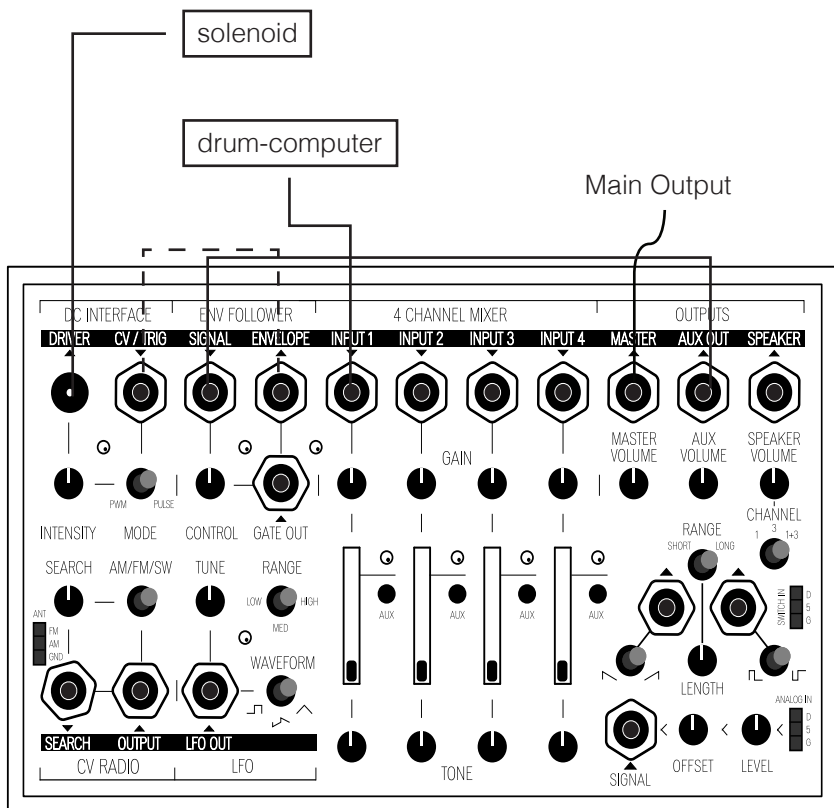 solenoid
drum-computer
Main Output
DC INTERFACE ENV FOLLOWER 4 CHANNEL MIXER OUTPUTS
DRIVER CV / TRIG SIGNAL ENVELOPE INPUT 1 INPUT 2 INPUT 3 INPUT 4 MASTER AUX OUT SPEAKER
GAIN MASTER VOLUME AUX VOLUME SPEAKER VOLUME
PWM PULSE
INTENSITY MODE CONTROL GATE OUT
CHANNEL
1 3 1+3
RANGE
SHORT LONG
SEARCH AM/FM/SW TUNE RANGE
LOW MED HIGH
AUX AUX AUX AUX
SWITCH IN D 5 G
ANT FM AM GND
WAVEFORM
LENGTH
ANALOG IN D 5 G
SEARCH OUTPUT LFO OUT
CV RADIO LFO TONE
SIGNAL OFFSET LEVEL